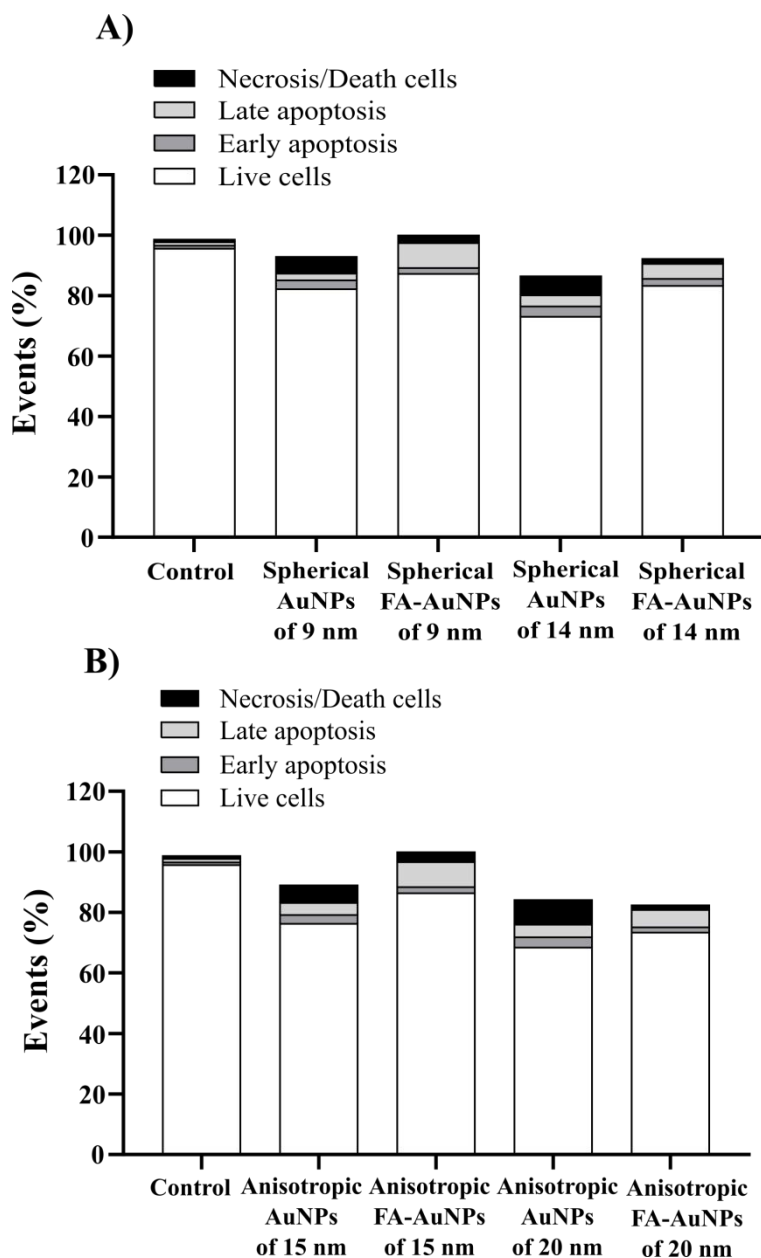 A)
Necrosis/Death cells
Late apoptosis
Early apoptosis
Live cells
120
100
80
60
40
20
0
Events (%)
Control
Spherical
AuNPs
of 9 nm
Spherical
FA-AuNPs
of 9 nm
Spherical
AuNPs
of 14 nm
Spherical
FA-AuNPs
of 14 nm
B)
Necrosis/Death cells
Late apoptosis
Early apoptosis
Live cells
120
100
80
60
40
20
0
Events (%)
Control
Anisotropic
AuNPs
of 15 nm
Anisotropic
FA-AuNPs
of 15 nm
Anisotropic
AuNPs
of 20 nm
Anisotropic
FA-AuNPs
of 20 nm